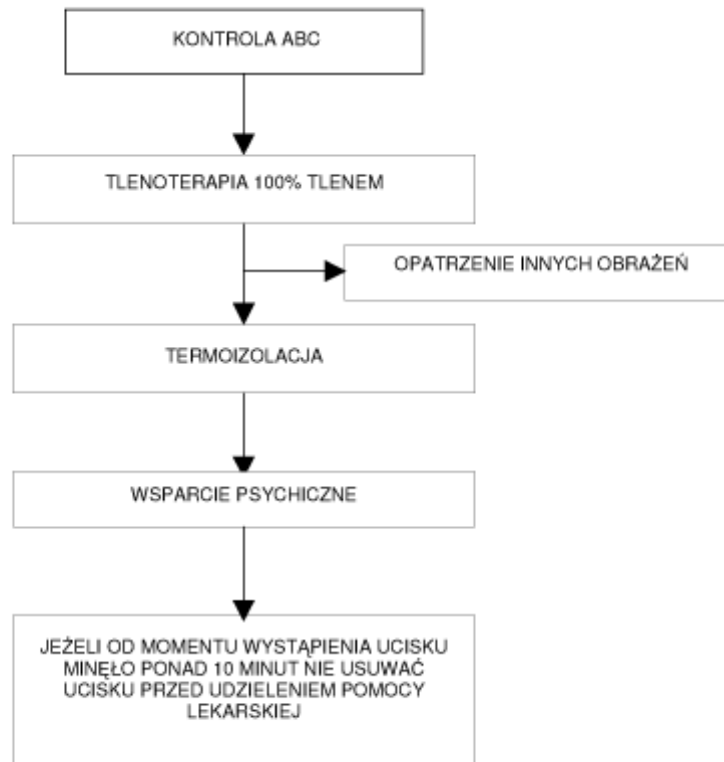 KONTROLA ABC
TLENOTERAPIA 100% TLENEM
OPATRZENIE INNYCH OBRAŻEŃ
TERMOIZOLACJA
WSPARCIE PSYCHICZNE
JEŻELI OD MOMENTU WYSTĄPIENIA UCISKU
MINĘŁO PONAD 10 MINUT NIE USUWAĆ
UCISKU PRZED UDZIELENIEM POMOCY
LEKARSKIEJ